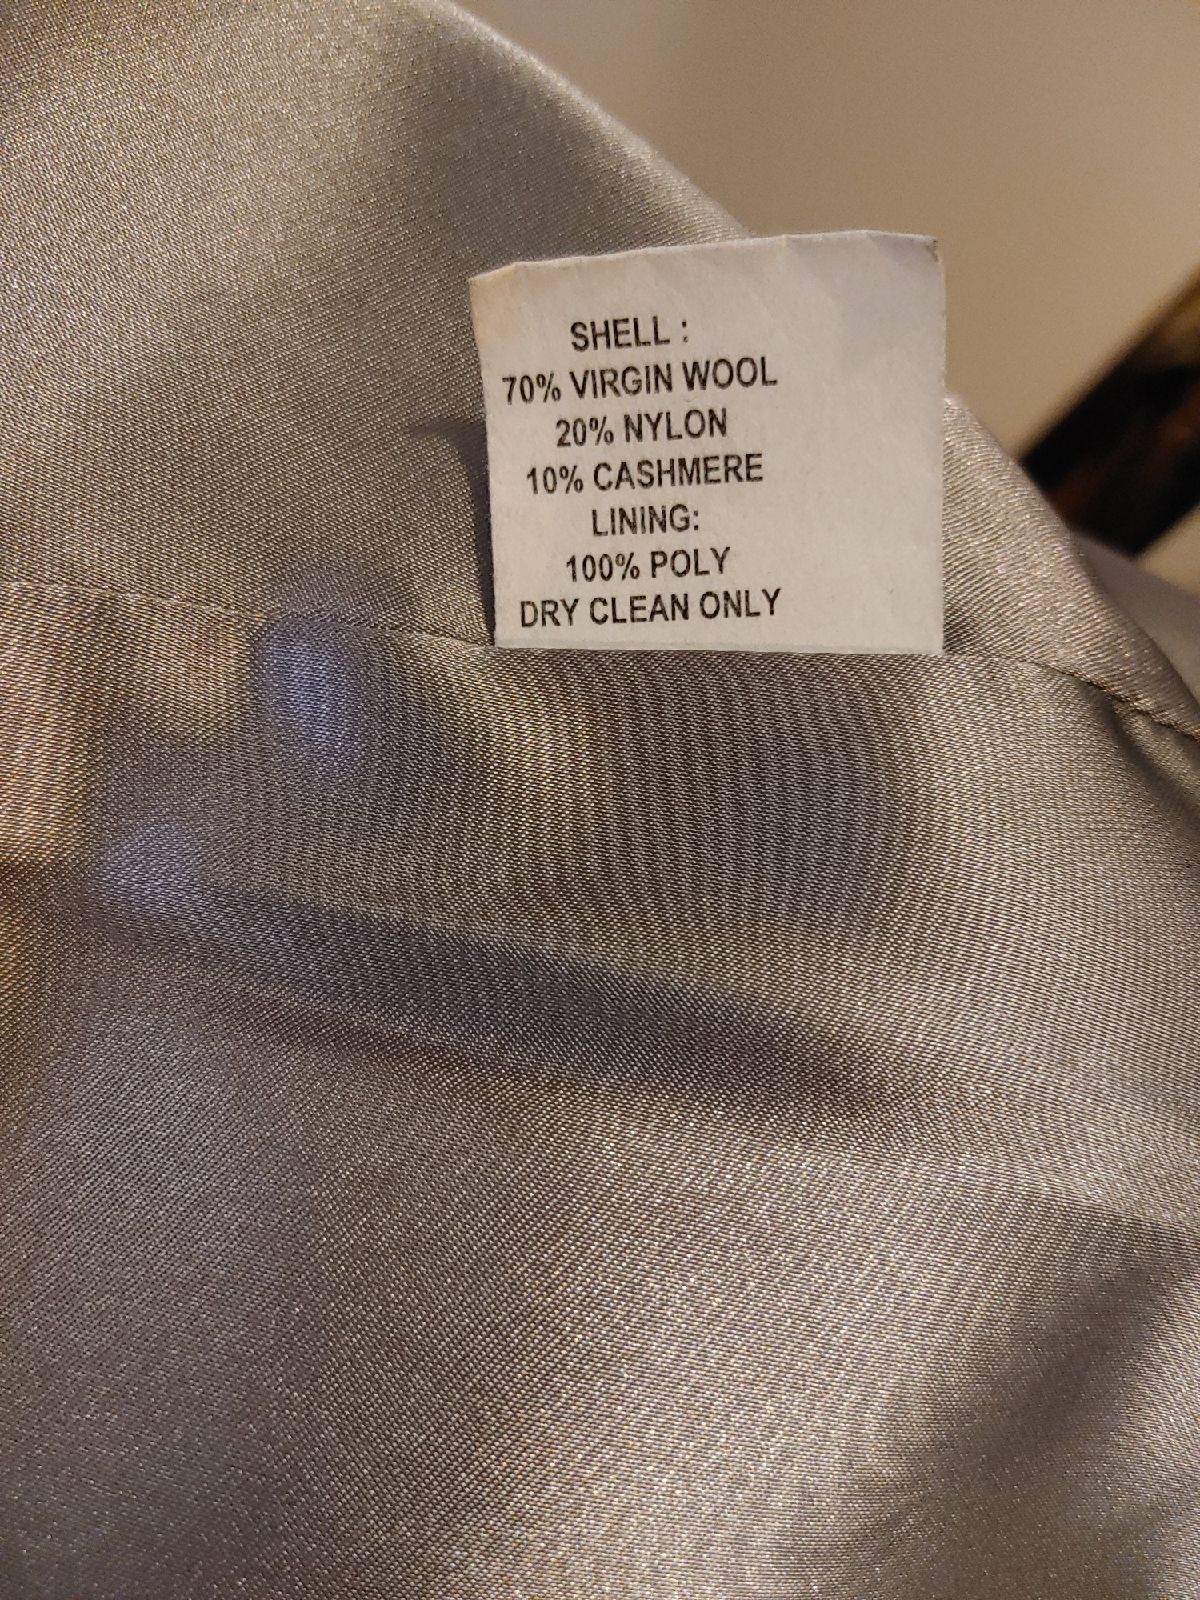 SHELL :
70% VIRGIN WOOL
20% NYLON
10% CASHMERE
LINING:
100% POLY
DRY CLEAN ONLY